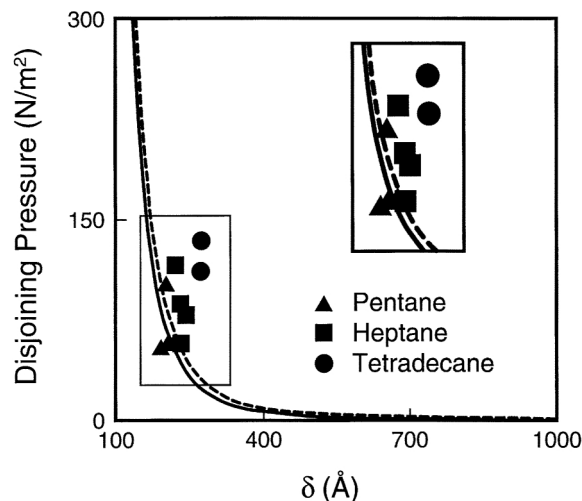 300
150
0
100
400
700
1000
Disjoining Pressure (N/m²)
δ (Å)
Pentane
Heptane
Tetradecane